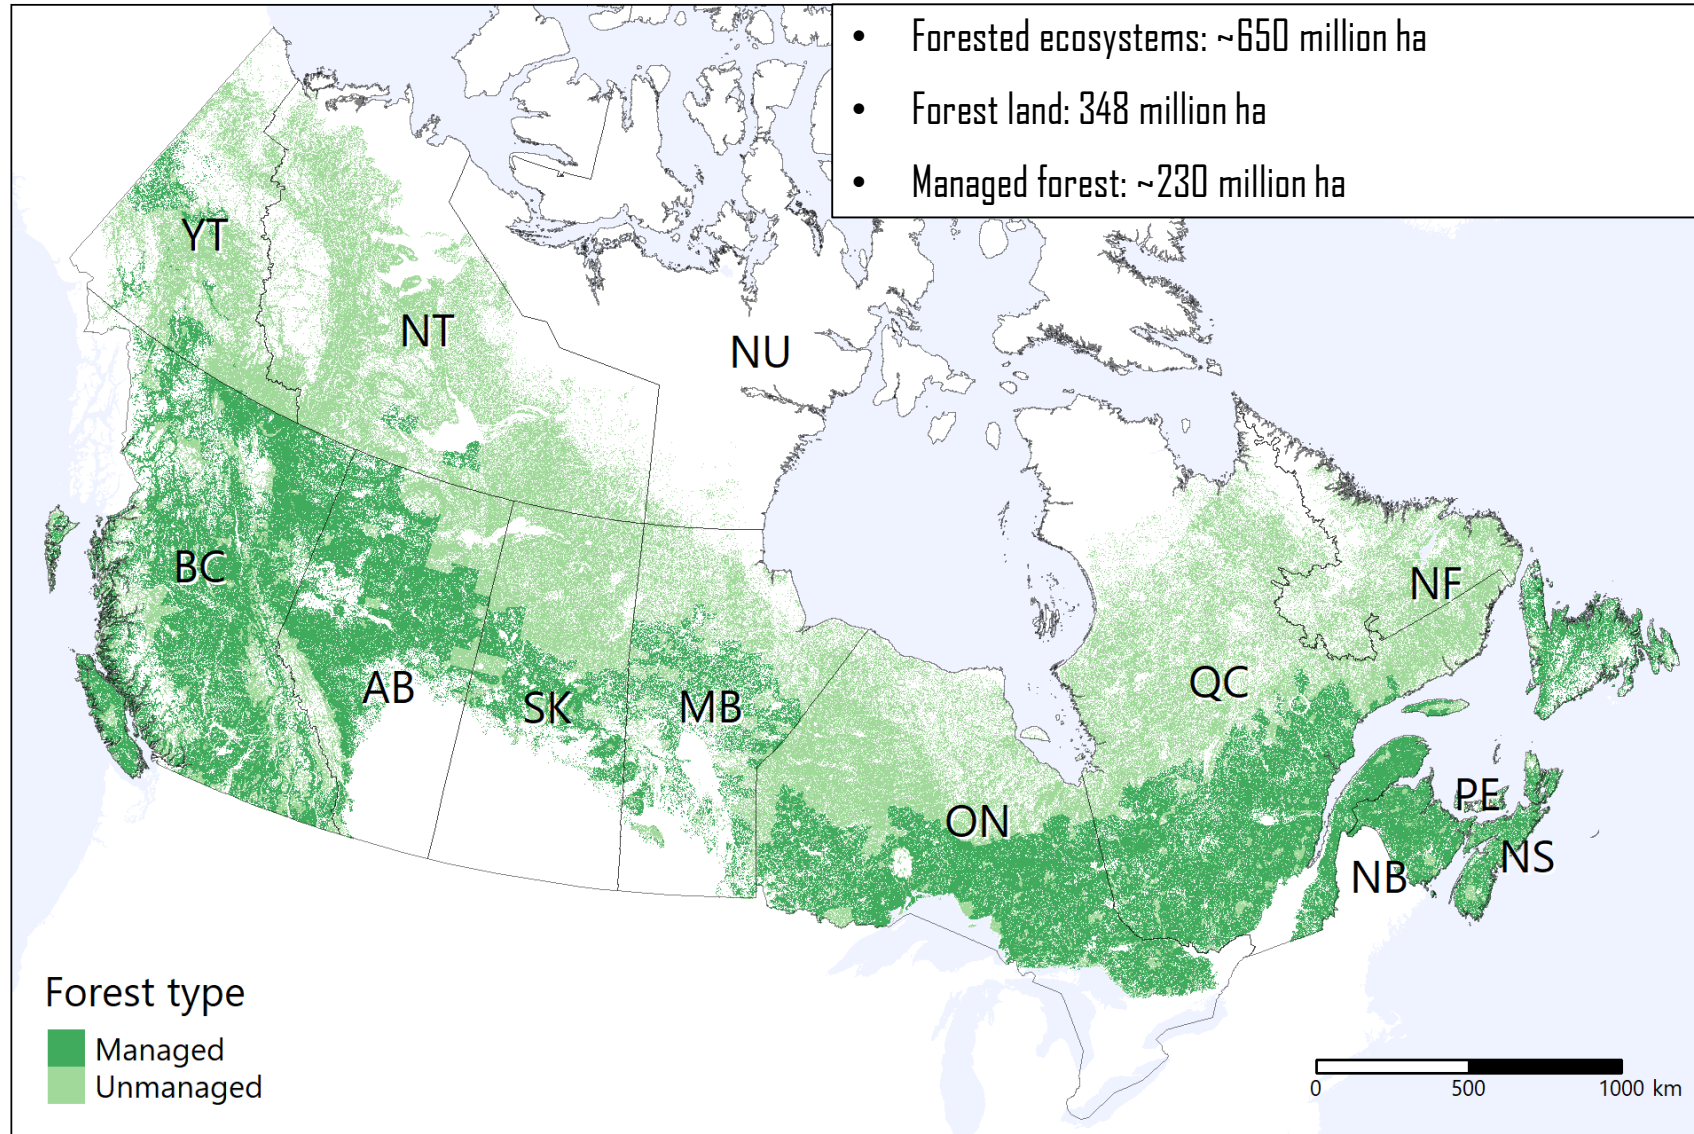 • Forested ecosystems: ~650 million ha
• Forest land: 348 million ha
• Managed forest: ~230 million ha
YT
NT
NU
BC
NF
AB
SK
MB
QC
ON
PE
NS
NB
Forest type
Managed
Unmanaged
0 500 1000 km